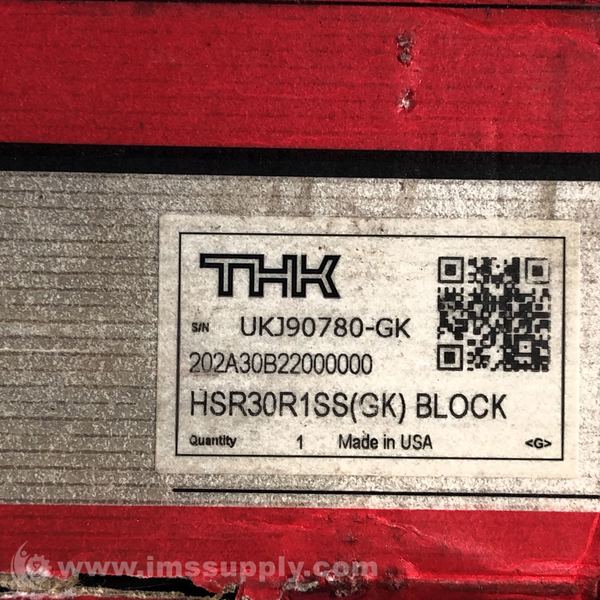 THK
S/N UKJ90780-GK
202A30B22000000
HSR30R1SS(GK) BLOCK
Quantity 1 Made in USA <G>
www.imssupply.com